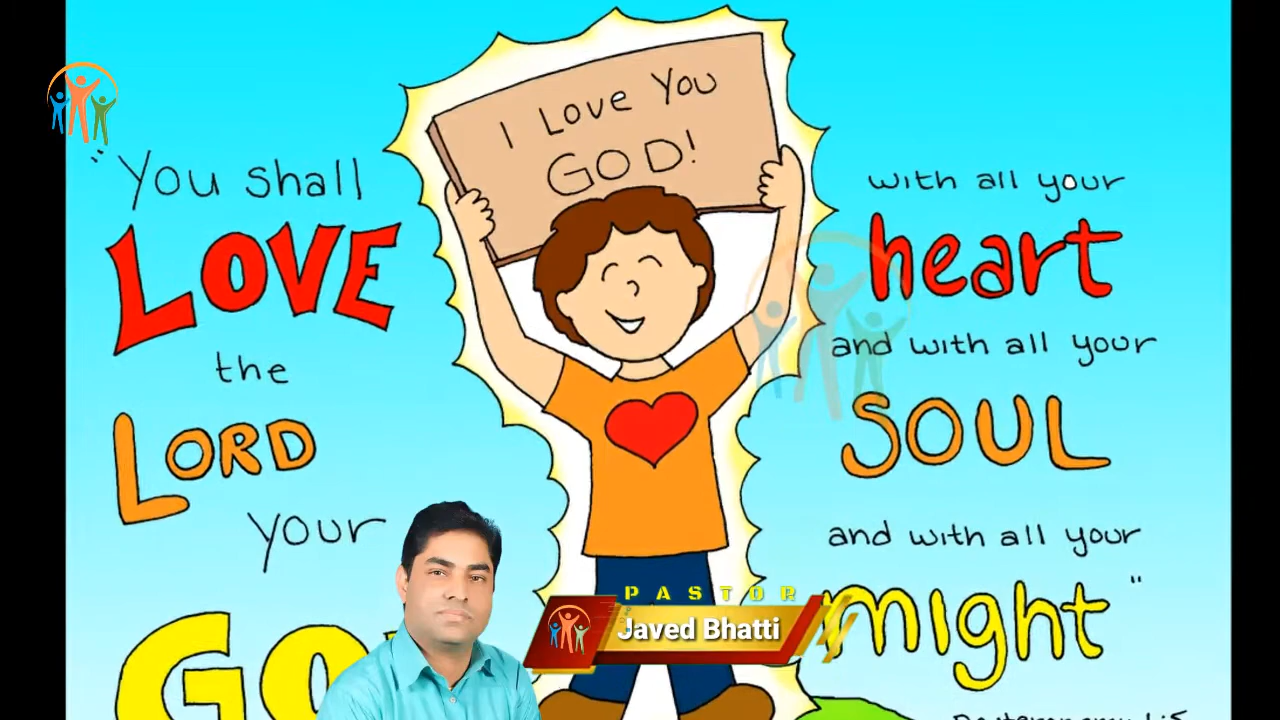 I Love You
GOD!
"You shall
LOVE
the
LORD
your
with all your
heart
and with all your
SOUL
and with all your
might"
PASTOR
Javed Bhatti